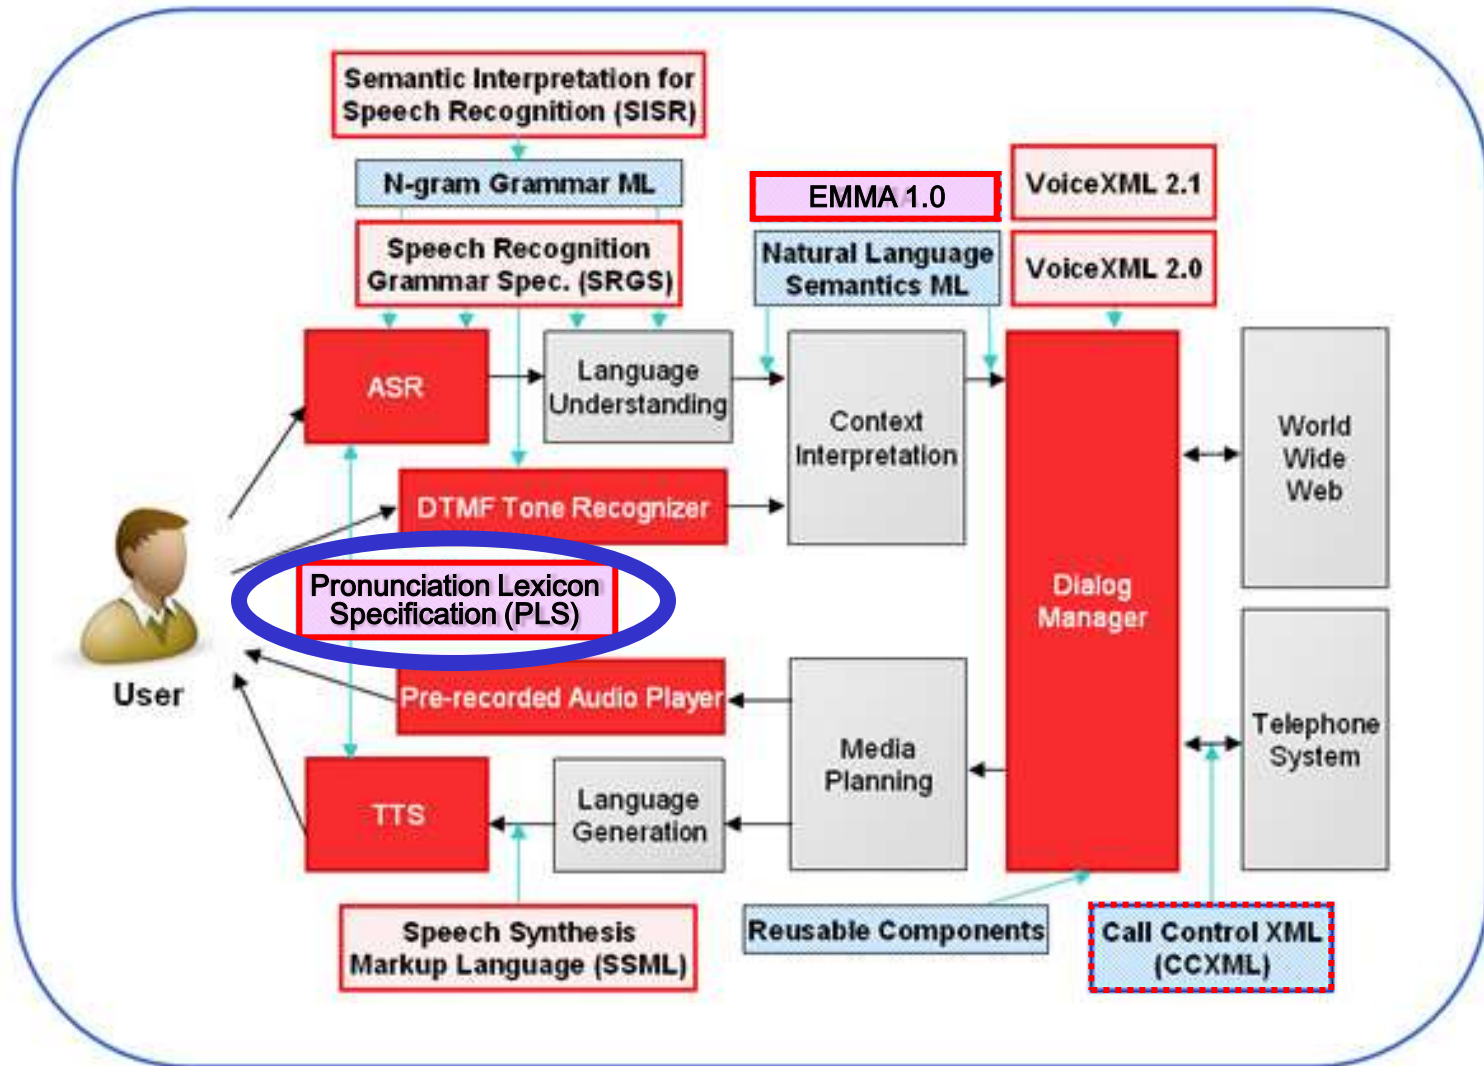 Semantic Interpretation for
Speech Recognition (SISR)
N-gram Grammar ML
Speech Recognition
Grammar Spec. (SRGS)
EMMA 1.0
Natural Language
Semantics ML
VoiceXML 2.1
VoiceXML 2.0
ASR
Language
Understanding
Context
Interpretation
World
Wide
Web
DTMF Tone Recognizer
Pronunciation Lexicon
Specification (PLS)
Dialog
Manager
User
Pre-recorded Audio Player
Media
Planning
Telephone
System
TTS
Language
Generation
Speech Synthesis
Markup Language (SSML)
Reusable Components
Call Control XML
(CCXML)